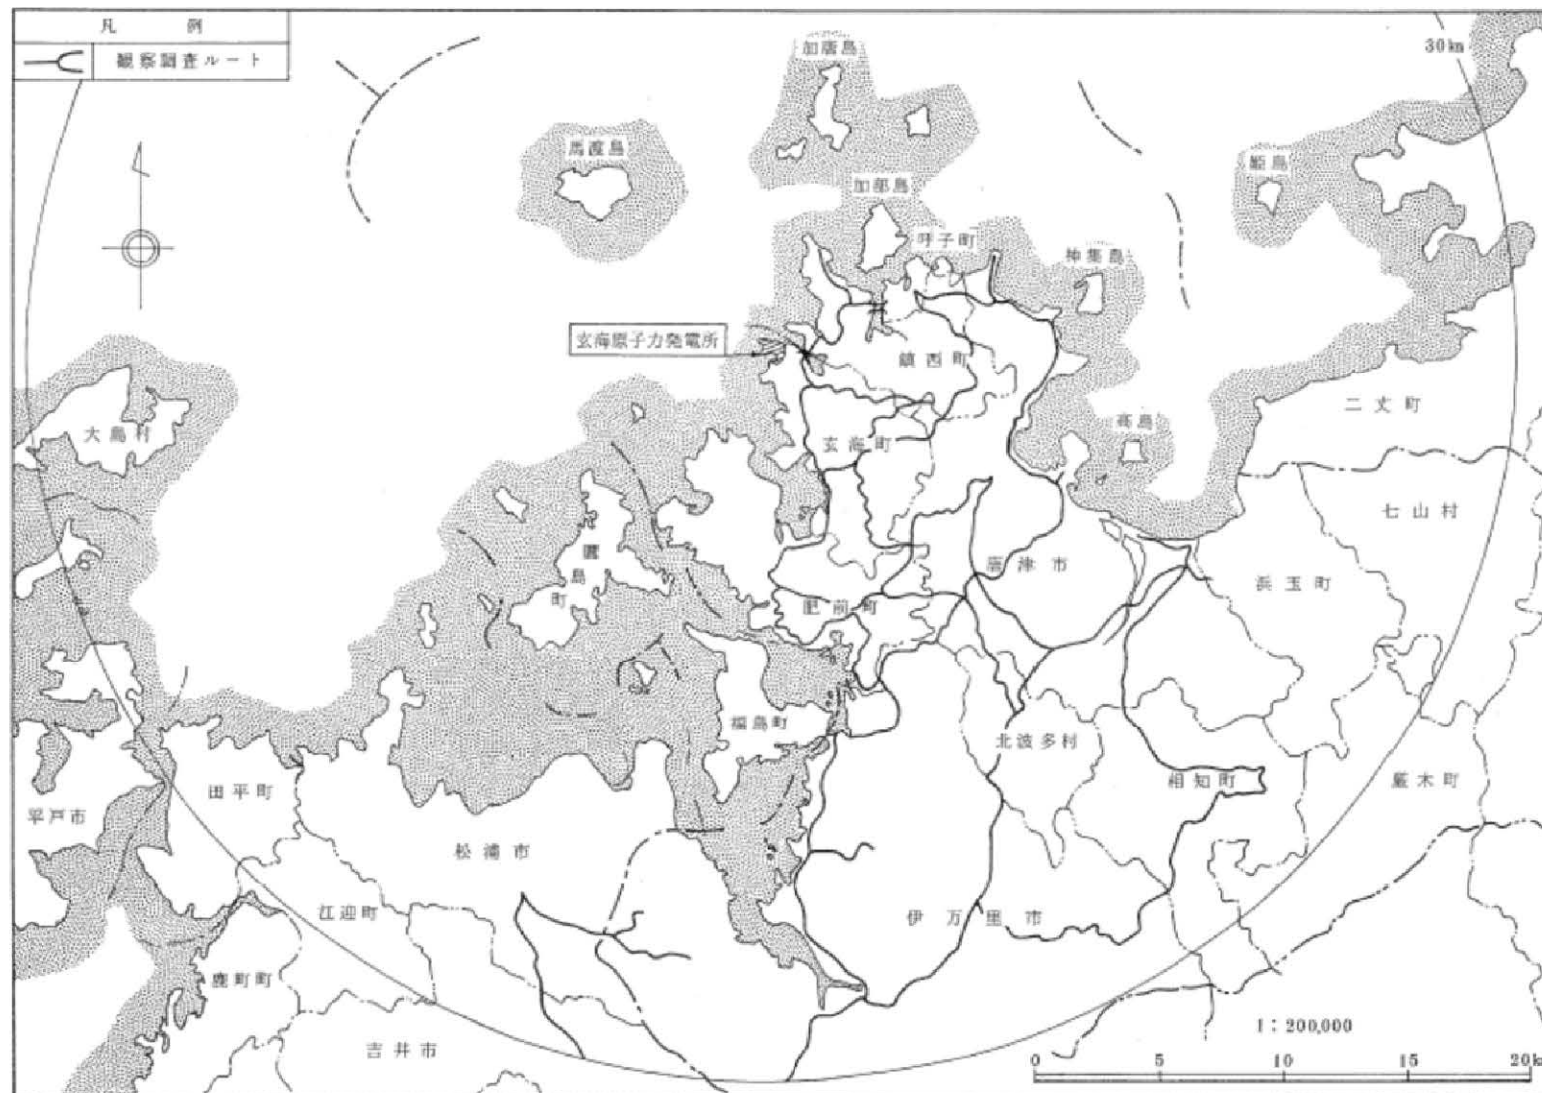 凡 例
観察調査ルート
30km
加唐島
馬渡島
姫島
加部島
呼子町
神集島
玄海原子力発電所
鎮西町
二丈町
大島村
高島
玄海町
七山村
鷹島町
唐津市
浜玉町
肥前町
福島町
北波多村
田平町
相知町
厳木町
平戸市
松浦市
江迎町
伊万里市
鹿町町
吉井市
1:200,000
0 5 10 15 20km